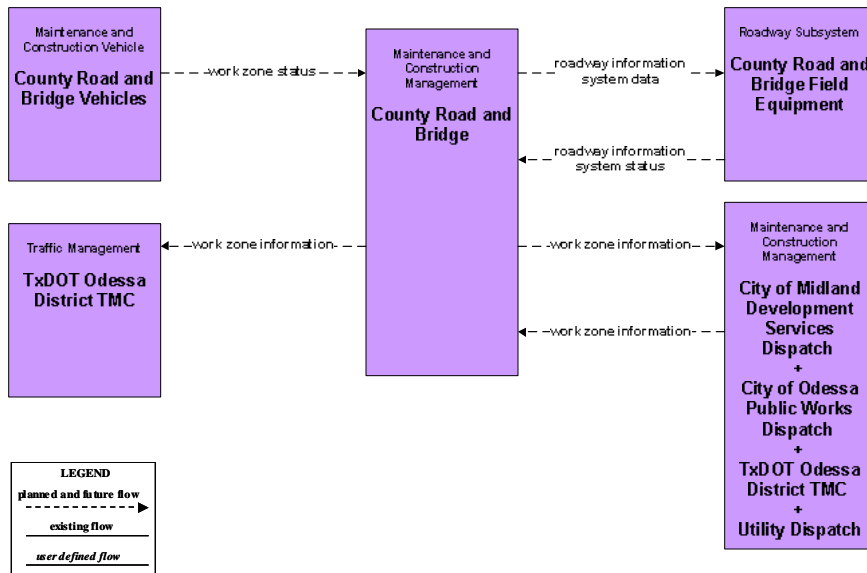 Maintenance and
Construction Vehicle
County Road and
Bridge Vehicles
work zone status
Maintenance and
Construction
Management
County Road and
Bridge
roadway information
system data
Roadway Subsystem
County Road and
Bridge Field
Equipment
roadway information
system status
Traffic Management
TxDOT Odessa
District TMC
work zone information
work zone information
work zone information
Maintenance and
Construction
Management
City of Midland
Development
Services
Dispatch
+
City of Odessa
Public Works
Dispatch
+
TxDOT Odessa
District TMC
+
Utility Dispatch
LEGEND
planned and future flow
existing flow
user defined flow